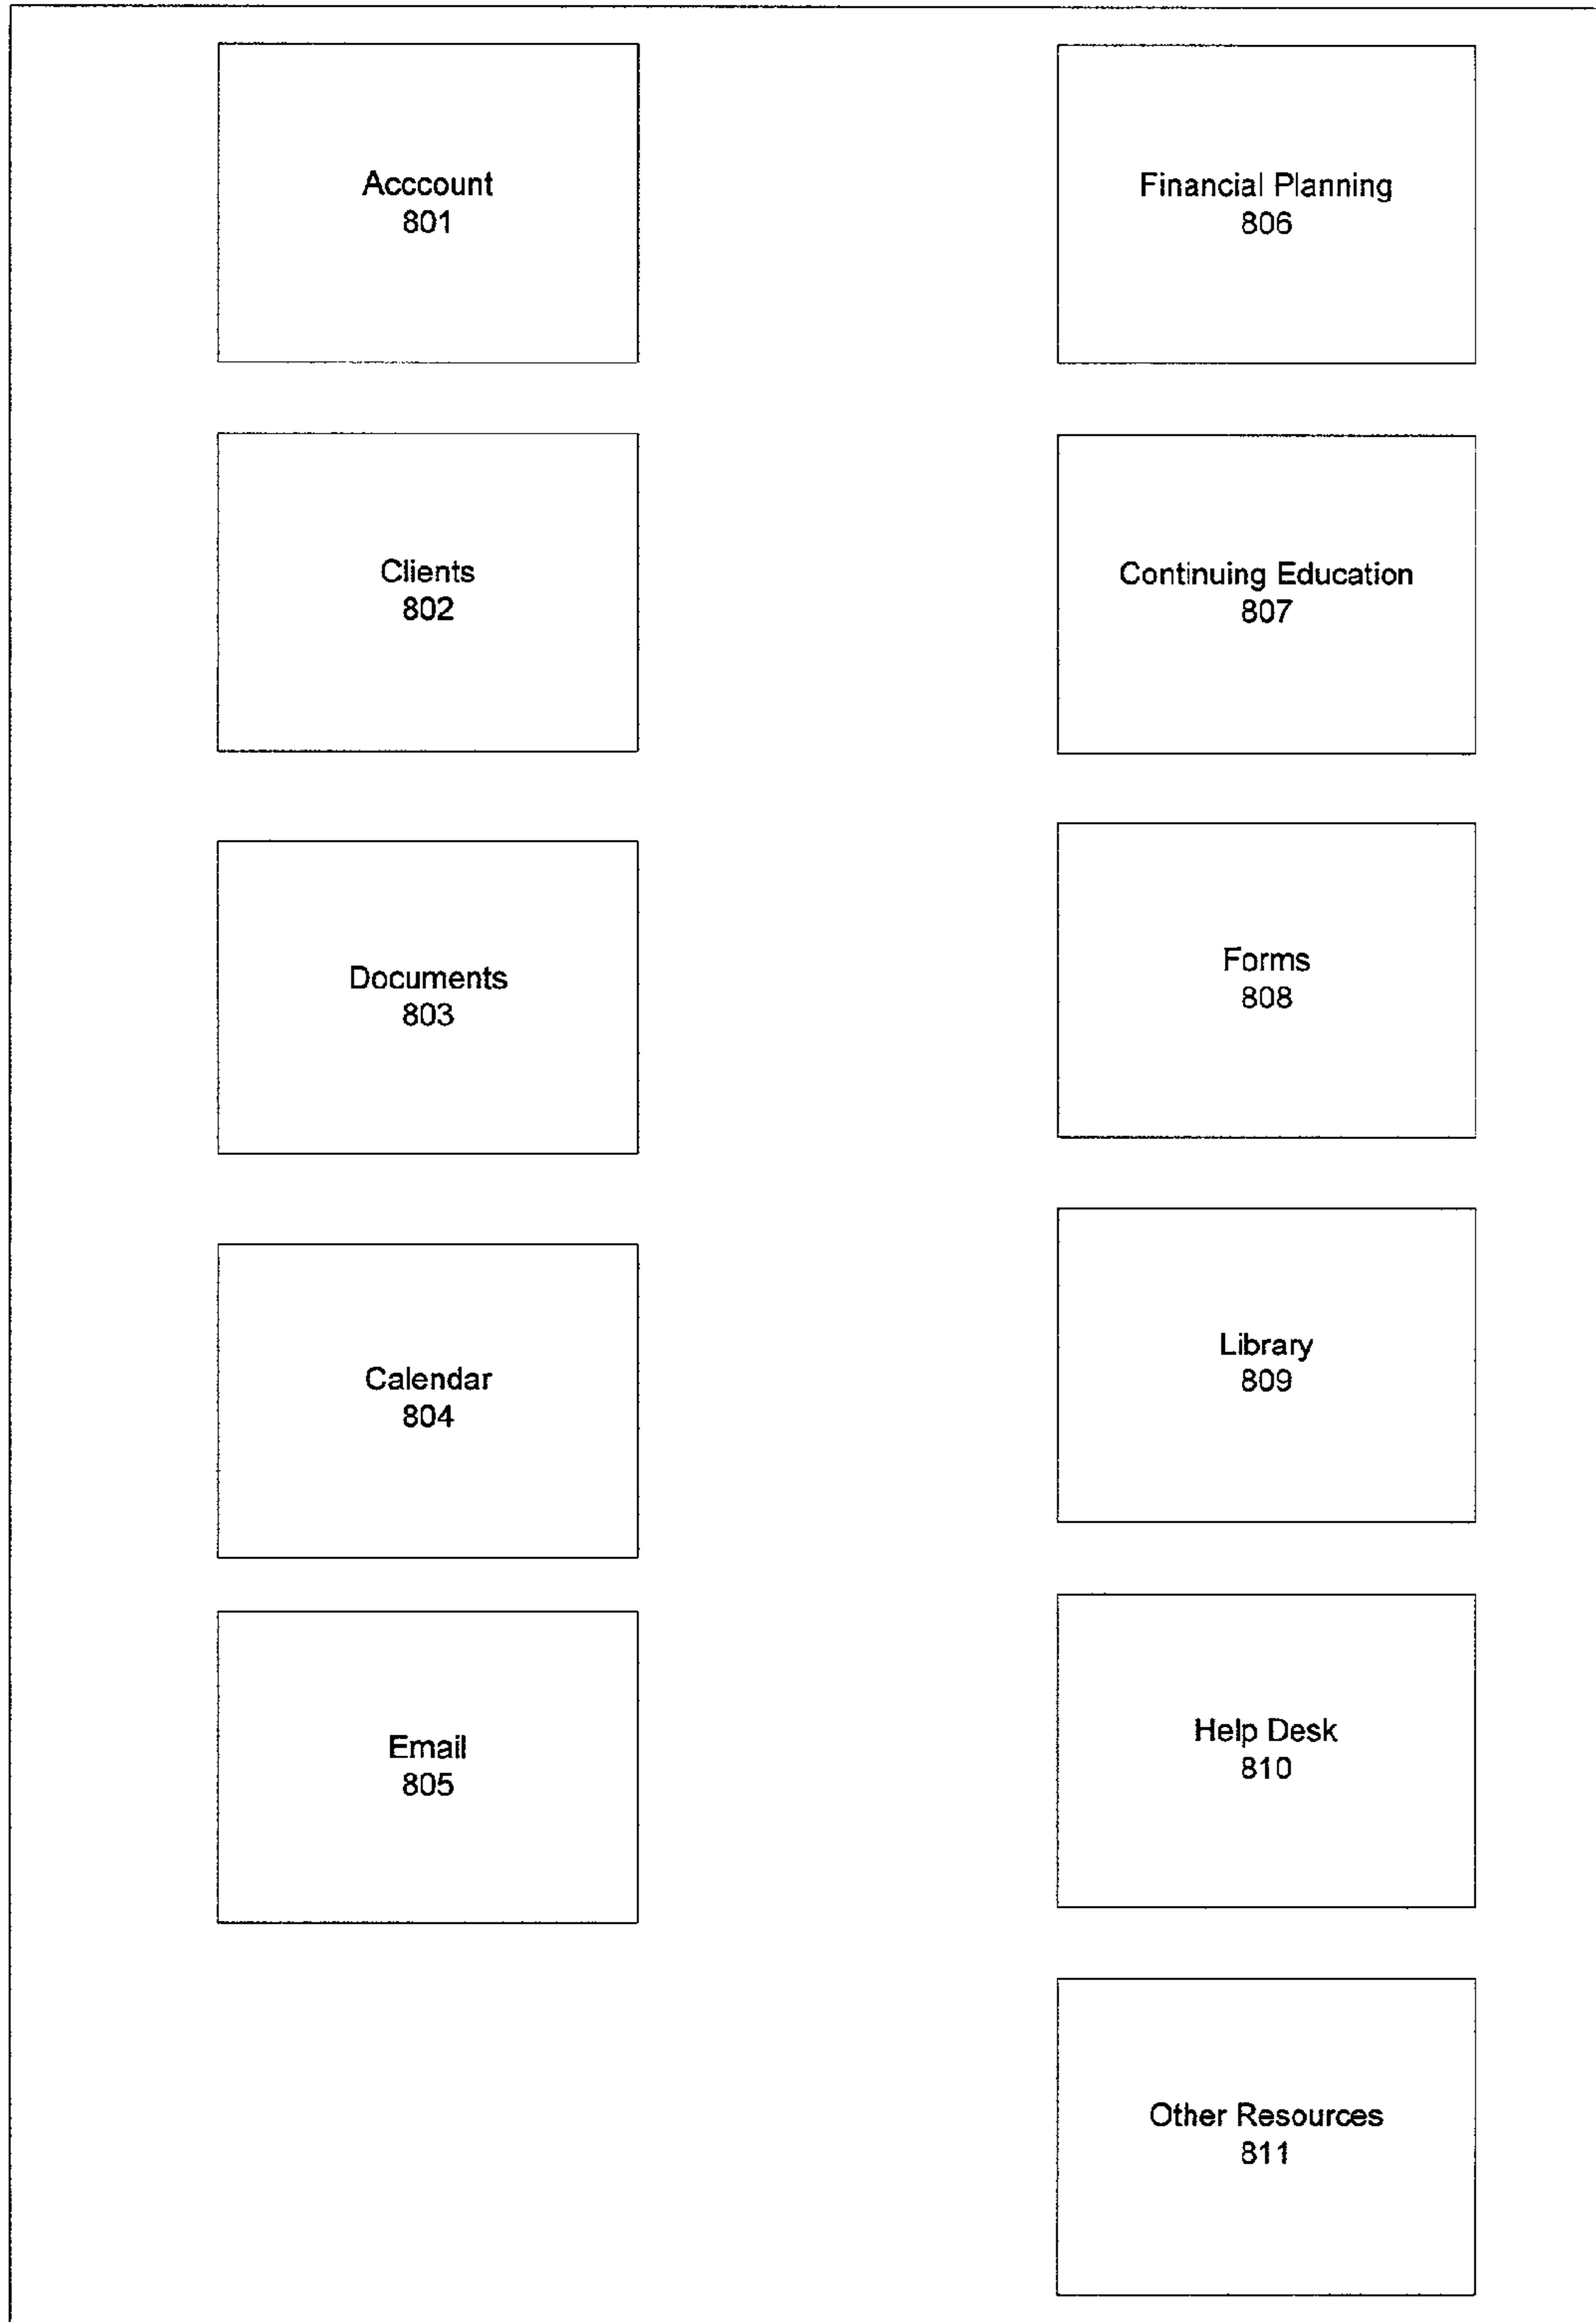 Acccount
801
Clients
802
Documents
803
Calendar
804
Email
805
Financial Planning
806
Continuing Education
807
Forms
808
Library
809
Help Desk
810
Other Resources
811